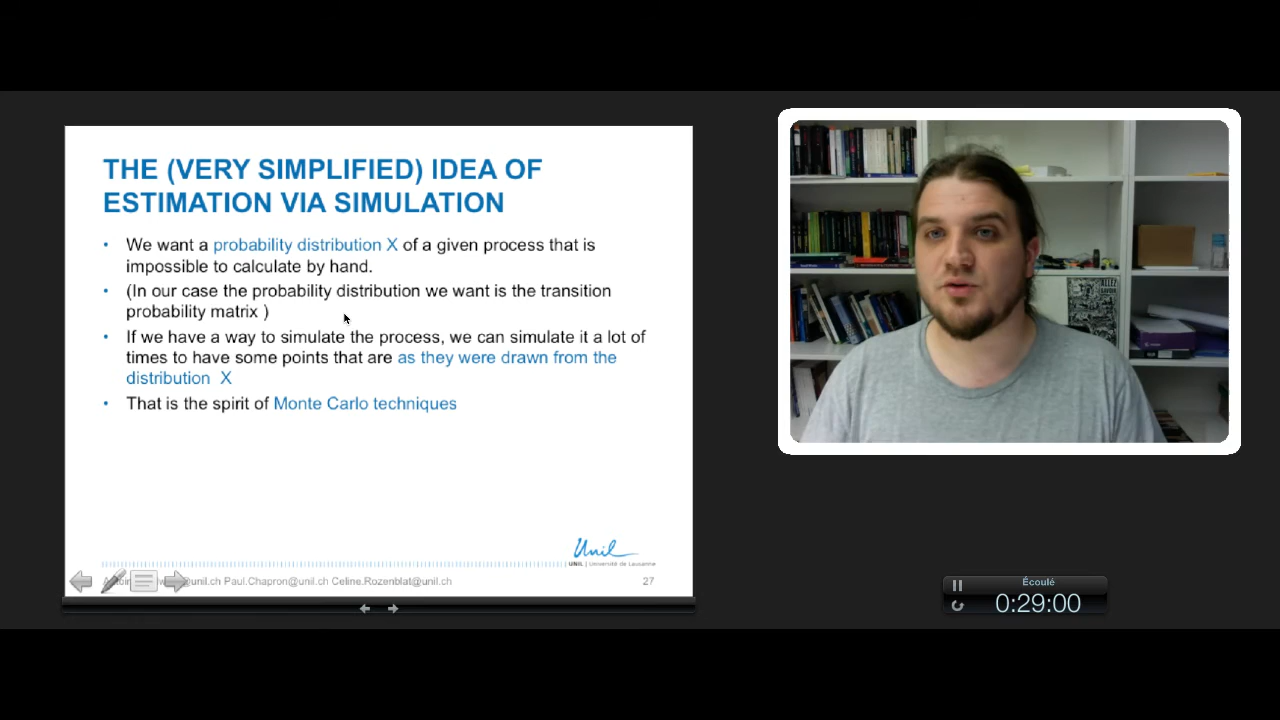 THE (VERY SIMPLIFIED) IDEA OF
ESTIMATION VIA SIMULATION
• We want a probability distribution X of a given process that is
impossible to calculate by hand.
• (In our case the probability distribution we want is the transition
probability matrix )
• If we have a way to simulate the process, we can simulate it a lot of
times to have some points that are as they were drawn from the
distribution X
• That is the spirit of Monte Carlo techniques
Unil
UNIL | Université de Lausanne
@unil.ch Paul.Chapron@unil.ch Celine.Rozenblat@unil.ch
27
Écoulé
0:29:00